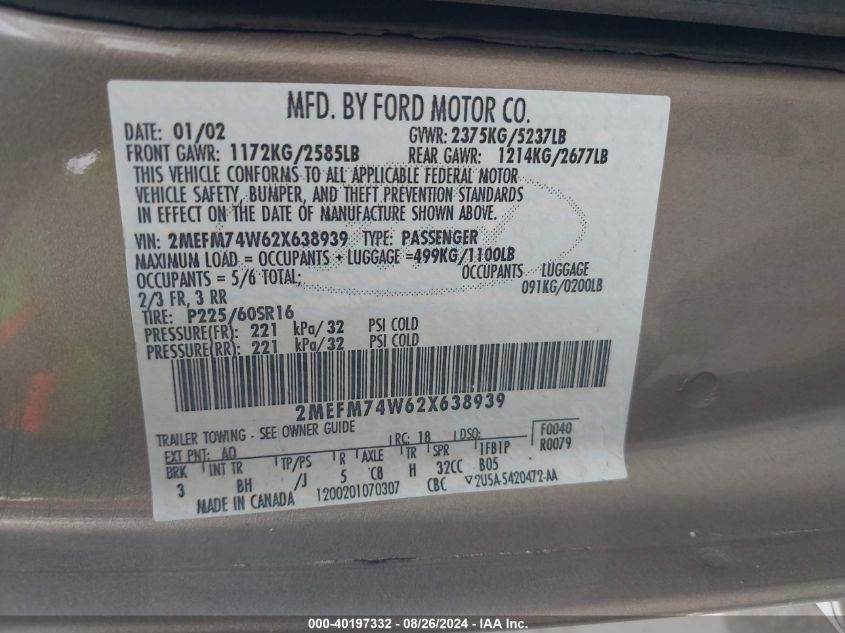 MFD. BY FORD MOTOR CO.
DATE: 01/02 GVWR: 2375KG/5237LB
FRONT GAWR: 1172KG/2585LB REAR GAWR: 1214KG/2677LB
THIS VEHICLE CONFORMS TO ALL APPLICABLE FEDERAL MOTOR
VEHICLE SAFETY, BUMPER, AND THEFT PREVENTION STANDARDS
IN EFFECT ON THE DATE OF MANUFACTURE SHOWN ABOVE.
VIN: 2MEFM74W62X638939 TYPE: PASSENGER
MAXIMUM LOAD = OCCUPANTS + LUGGAGE =499KG/1100LB
OCCUPANTS = 5/6 TOTAL; OCCUPANTS LUGGAGE
2/3 FR, 3 RR 091KG/0200LB
TIRE: P225/60SR16
PRESSURE(FR): 221 kPa/32 PSI COLD
PRESSURE(RR): 221 kPa/32 PSI COLD
2MEFM74W62X638939
TRAILER TOWING - SEE OWNER GUIDE
EXT PNT: AQ RC: 18 DSO: F0040
BRK INT TR TP/PS R AXLE TR SPR 1FB1P R0079
3 BH /J 5 C8 H 32CC B05
MADE IN CANADA 1200201070307 CBC ▽2U5A-5420472-AA
000-40197332 - 08/26/2024 - IAA Inc.